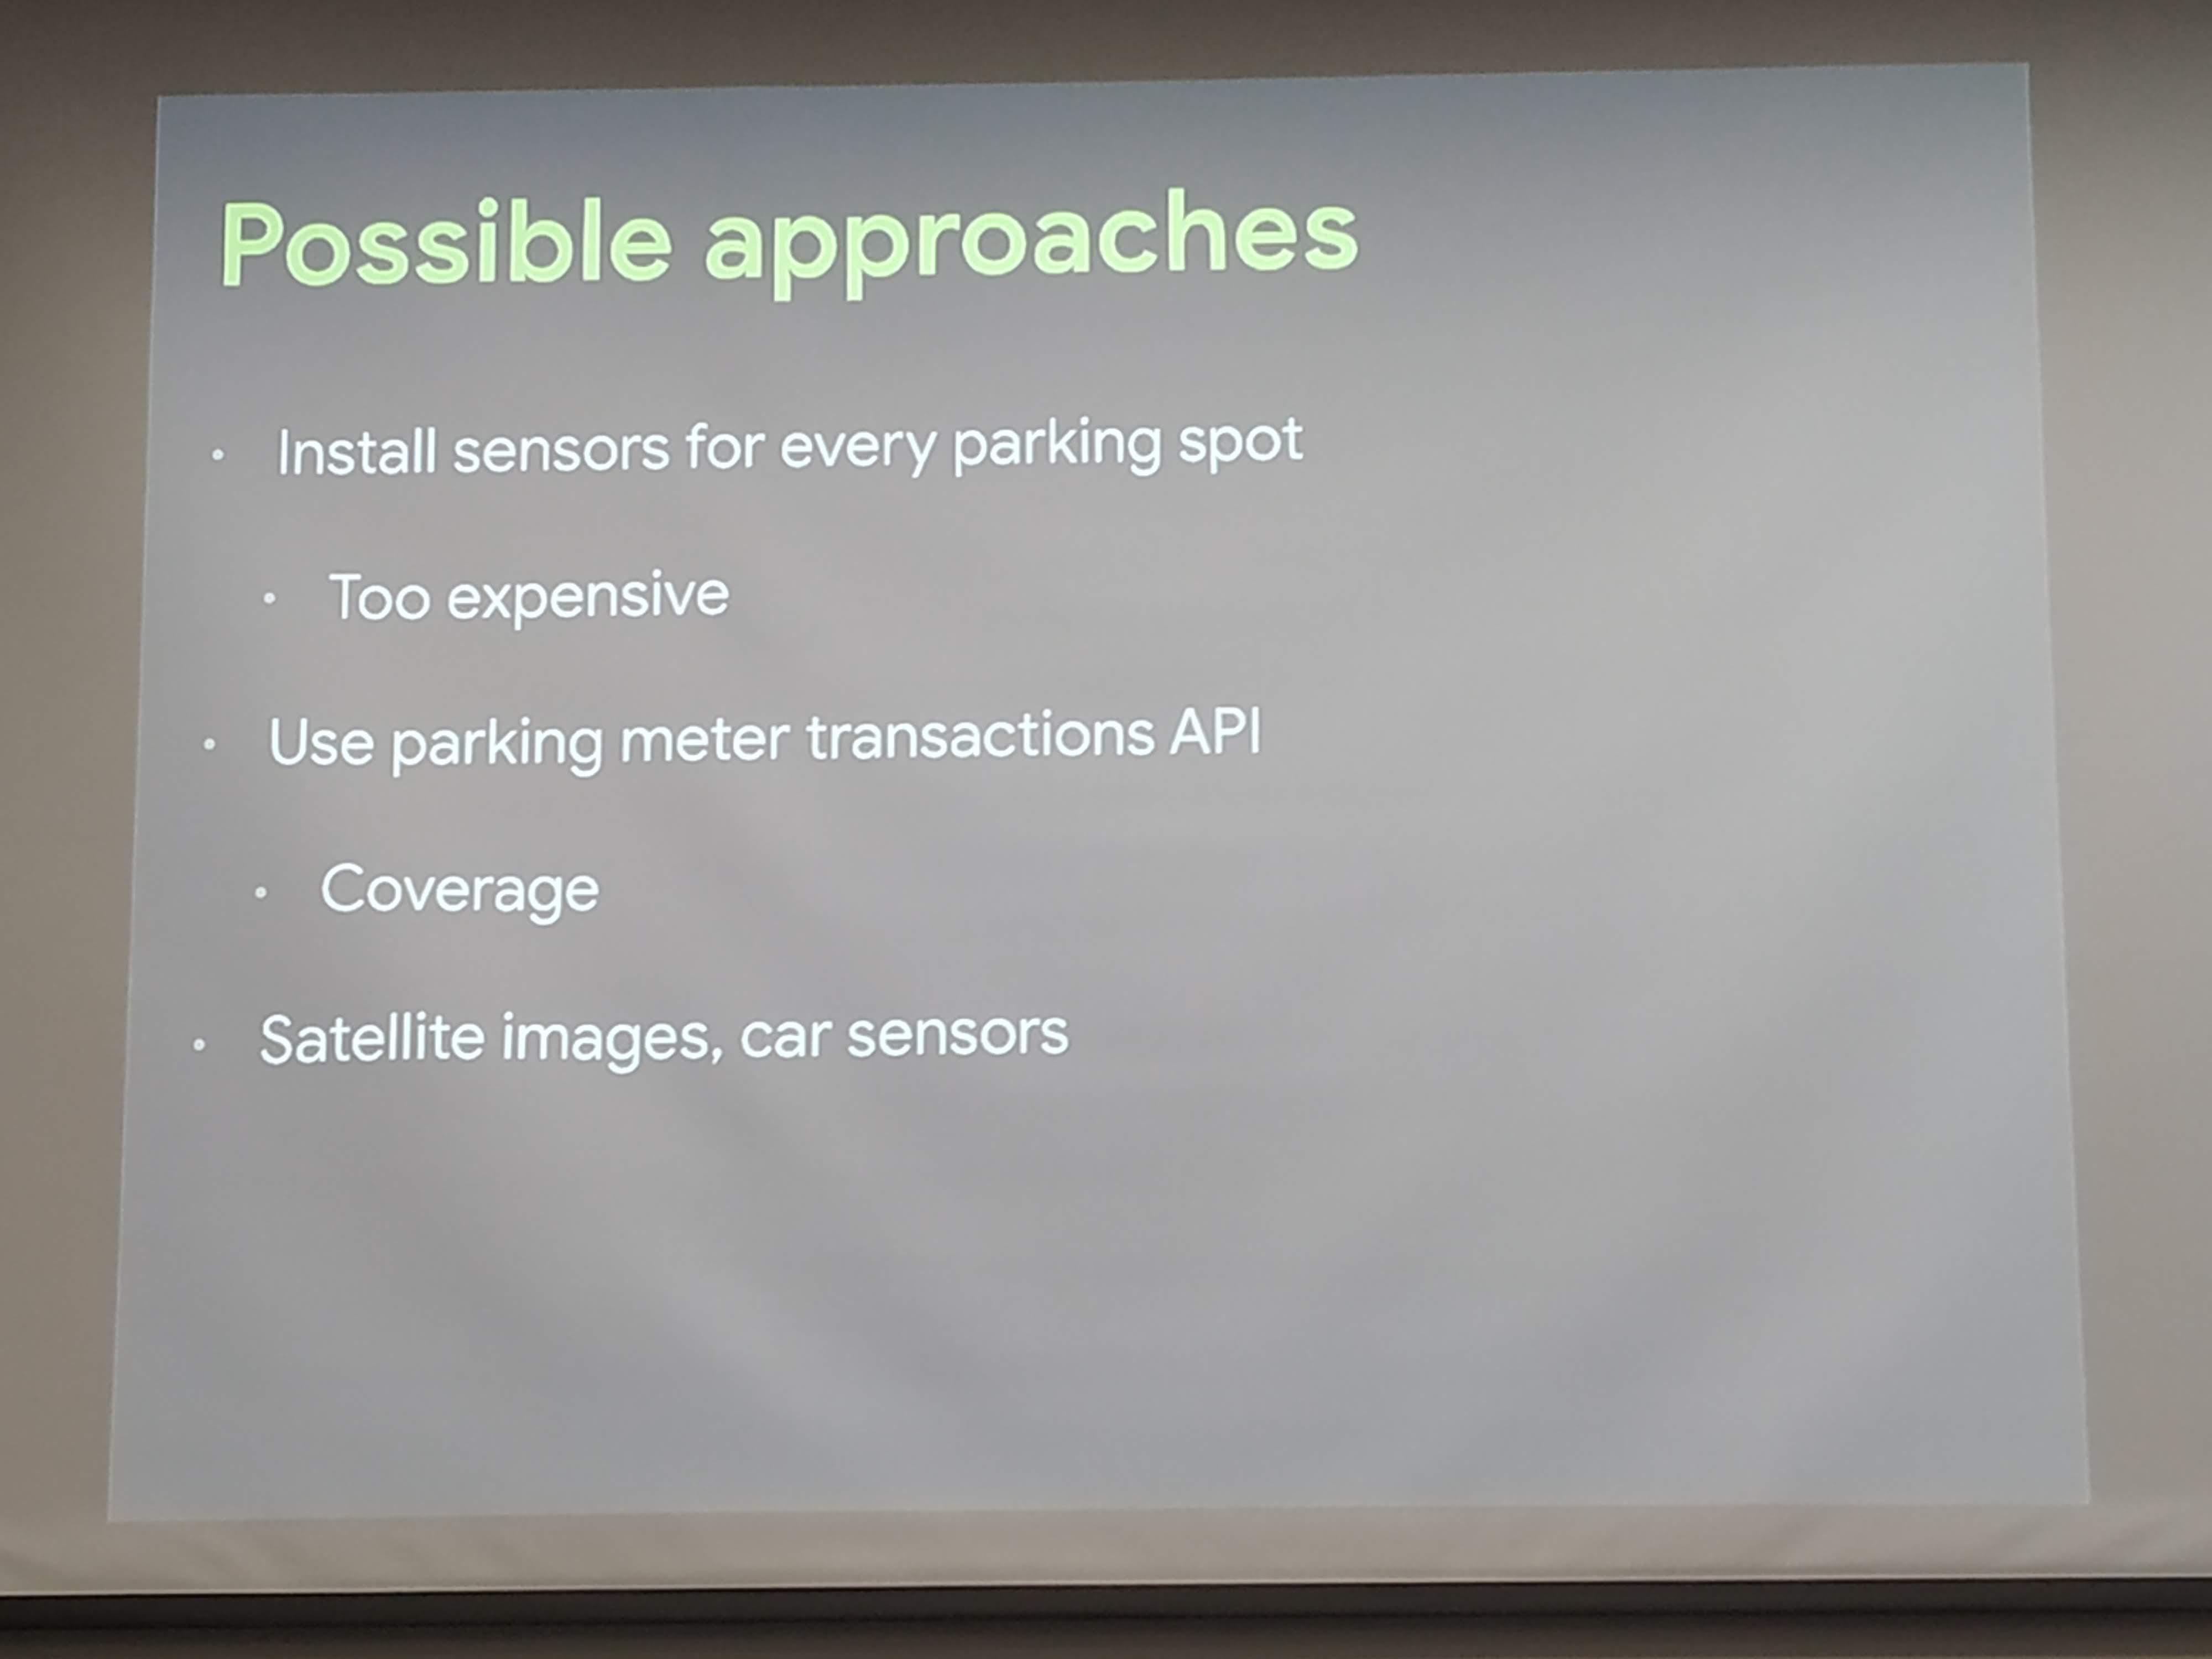 Possible approaches
• Install sensors for every parking spot
• Too expensive
• Use parking meter transactions API
• Coverage
• Satellite images, car sensors